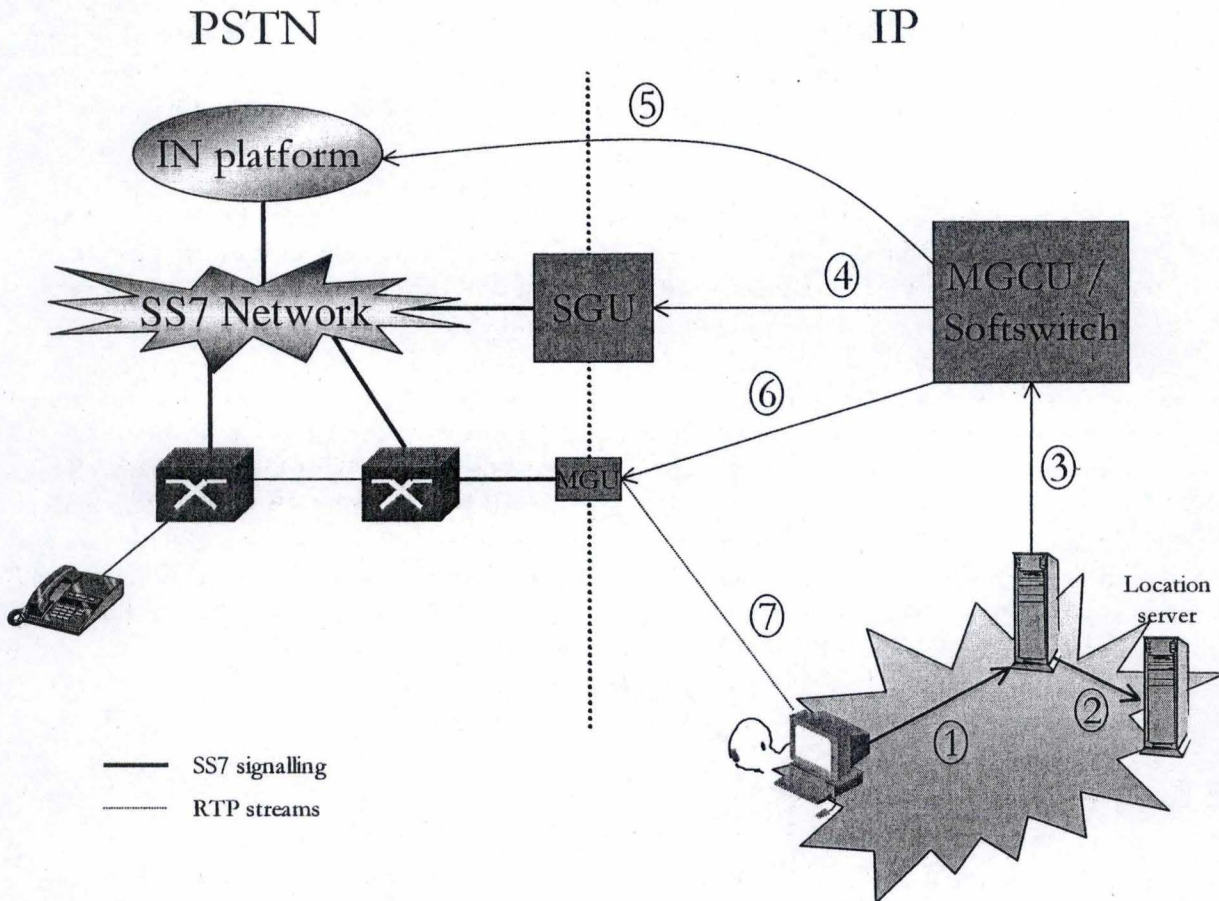 PSTN
IP
⑤
IN platform
④
MGCU /
Softswitch
SS7 Network
SGU
⑥
③
MGU
Location
server
⑦
②
①
SS7 signalling
RTP streams